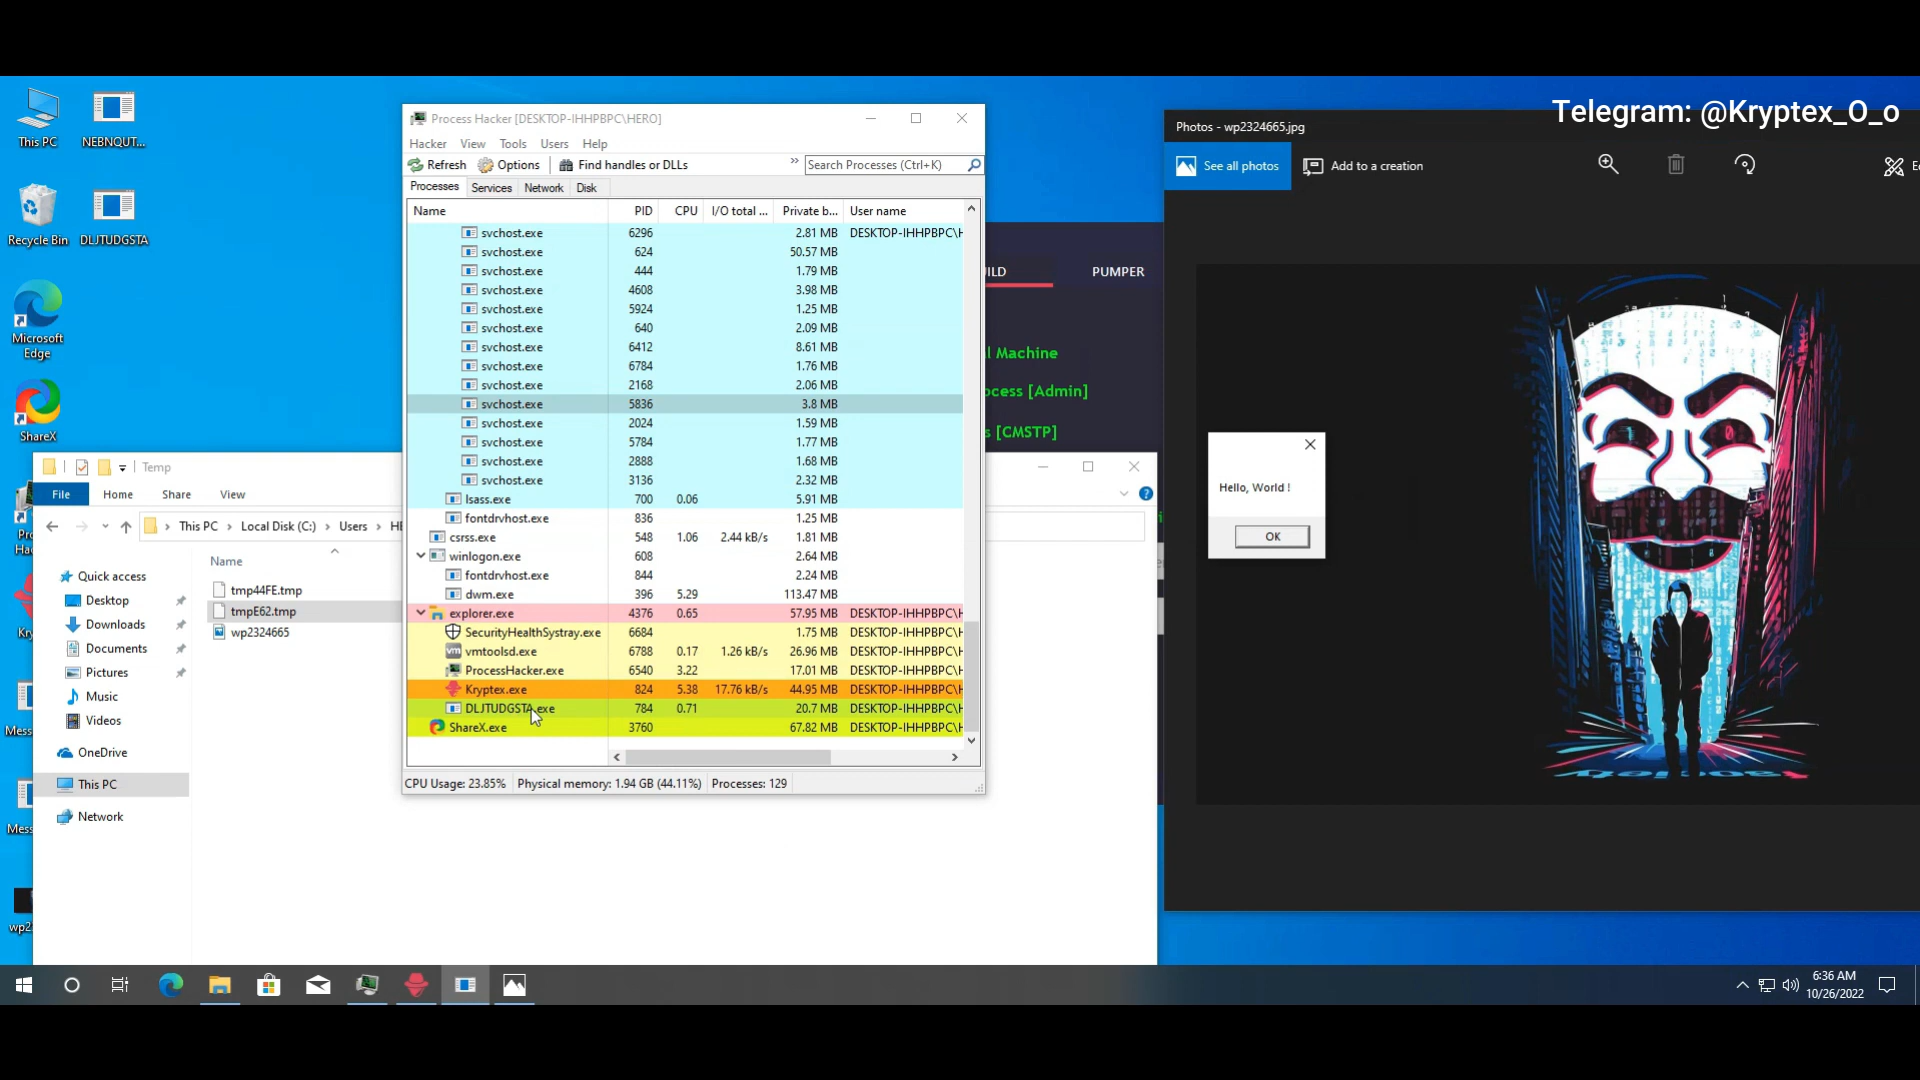 Telegram: @Kryptex_O_o
This PC
NEBNQUT...
Recycle Bin
DLJTUDGSTA
Microsoft
Edge
ShareX
Process Hacker [DESKTOP-IHHPBPC\HERO]
Hacker View Tools Users Help
Refresh Options Find handles or DLLs » Search Processes (Ctrl+K)
Processes Services Network Disk
Name PID CPU I/O total ... Private b... User name
svchost.exe 6296 2.81 MB DESKTOP-IHHPBPC\H
svchost.exe 624 50.57 MB
svchost.exe 444 1.79 MB
svchost.exe 4608 3.98 MB
svchost.exe 5924 1.25 MB
svchost.exe 640 2.09 MB
svchost.exe 6412 8.61 MB
svchost.exe 6784 1.76 MB
svchost.exe 2168 2.06 MB
svchost.exe 5836 3.8 MB
svchost.exe 2024 1.59 MB
svchost.exe 5784 1.77 MB
svchost.exe 2888 1.68 MB
svchost.exe 3136 2.32 MB
lsass.exe 700 0.06 5.91 MB
fontdrvhost.exe 836 1.25 MB
csrss.exe 548 1.06 2.44 kB/s 1.81 MB
winlogon.exe 608 2.64 MB
fontdrvhost.exe 844 2.24 MB
dwm.exe 396 5.29 113.47 MB
explorer.exe 4376 0.65 57.95 MB DESKTOP-IHHPBPC\H
SecurityHealthSystray.exe 6684 1.75 MB DESKTOP-IHHPBPC\H
vmtoolsd.exe 6788 0.17 1.26 kB/s 26.96 MB DESKTOP-IHHPBPC\H
ProcessHacker.exe 6540 3.22 17.01 MB DESKTOP-IHHPBPC\H
Kryptex.exe 824 5.38 17.76 kB/s 44.95 MB DESKTOP-IHHPBPC\H
DLJTUDGSTA.exe 784 0.71 20.7 MB DESKTOP-IHHPBPC\H
ShareX.exe 3760 67.82 MB DESKTOP-IHHPBPC\H
CPU Usage: 23.85% Physical memory: 1.94 GB (44.11%) Processes: 129
ILD PUMPER
l Machine
ocess [Admin]
s [CMSTP]
Photos - wp2324665.jpg
See all photos Add to a creation
Hello, World !
OK
Temp
File Home Share View
This PC › Local Disk (C:) › Users › HE
Name
tmp44FE.tmp
tmpE62.tmp
wp2324665
Quick access
Desktop
Downloads
Documents
Pictures
Music
Videos
OneDrive
This PC
Network
Pro
Hac
Kry
Mess
Mess
wp2
6:36 AM
10/26/2022